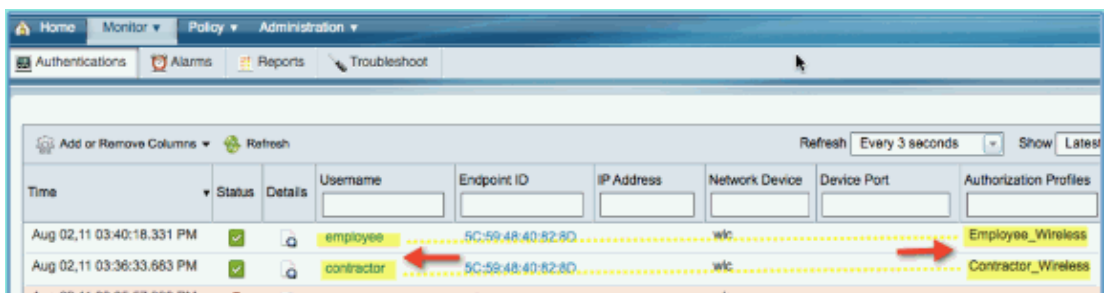 Home Monitor Policy Administration
Authentications Alarms Reports Troubleshoot
Add or Remove Columns Refresh Refresh Every 3 seconds Show Latest
Time Status Details Username Endpoint ID IP Address Network Device Device Port Authorization Profiles
Aug 02,11 03:40:18.331 PM employee 5C:59:48:40:82:8D wlc Employee_Wireless
Aug 02,11 03:36:33.683 PM contractor 5C:59:48:40:82:8D wlc Contractor_Wireless